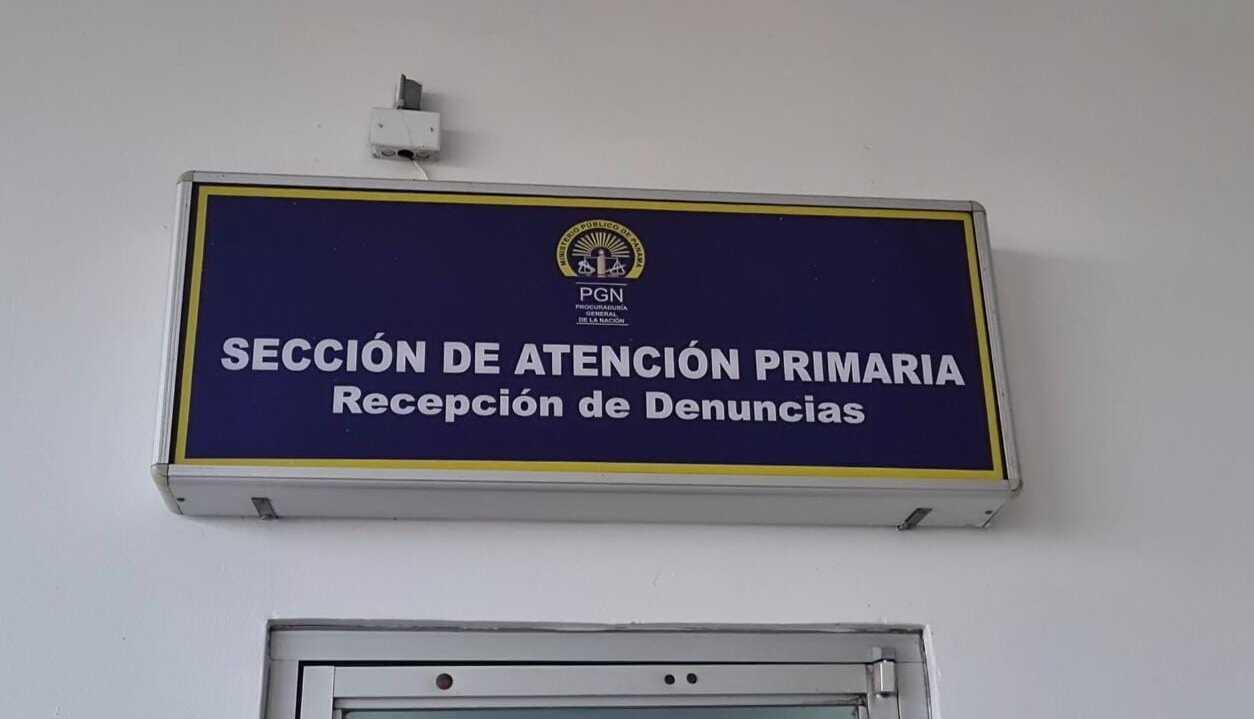 MINISTERIO PÚBLICO DE PANAMÁ
PGN
PROCURADURÍA
GENERAL
DE LA NACIÓN
SECCIÓN DE ATENCIÓN PRIMARIA
Recepción de Denuncias